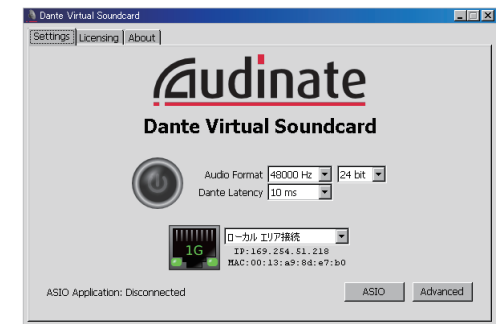 Dante Virtual Soundcard
Settings Licensing About
Audinate
Dante Virtual Soundcard
Audio Format 48000 Hz 24 bit
Dante Latency 10 ms
ローカル エリア接続
1G
IP:169.254.51.218
MAC:00:13:a9:8d:e7:b0
ASIO Application: Disconnected ASIO Advanced